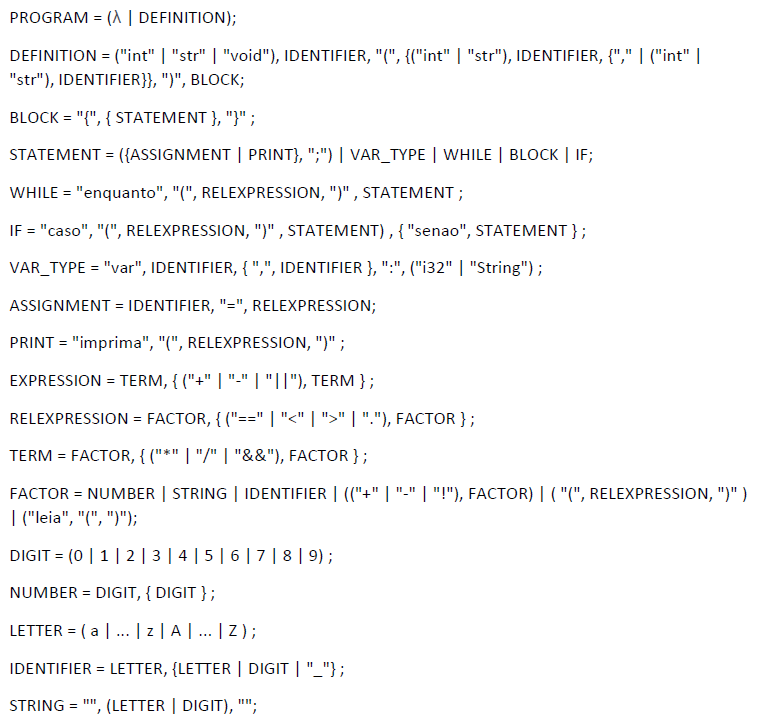 PROGRAM = (λ | DEFINITION);
DEFINITION = ("int" | "str" | "void"), IDENTIFIER, "(", {("int" | "str"), IDENTIFIER, {"," | ("int" |
"str"), IDENTIFIER}}, ")", BLOCK;
BLOCK = "{", { STATEMENT }, "}" ;
STATEMENT = ({ASSIGNMENT | PRINT}, ";") | VAR_TYPE | WHILE | BLOCK | IF;
WHILE = "enquanto", "(", RELEXPRESSION, ")" , STATEMENT ;
IF = "caso", "(", RELEXPRESSION, ")" , STATEMENT) , { "senao", STATEMENT } ;
VAR_TYPE = "var", IDENTIFIER, { ",", IDENTIFIER }, ":", ("i32" | "String") ;
ASSIGNMENT = IDENTIFIER, "=", RELEXPRESSION;
PRINT = "imprima", "(", RELEXPRESSION, ")" ;
EXPRESSION = TERM, { ("+" | "-" | "||"), TERM } ;
RELEXPRESSION = FACTOR, { ("==" | "<" | ">" | "."), FACTOR } ;
TERM = FACTOR, { ("*" | "/" | "&&"), FACTOR } ;
FACTOR = NUMBER | STRING | IDENTIFIER | (("+" | "-" | "!"), FACTOR) | ( "(", RELEXPRESSION, ")" )
| ("leia", "(", ")");
DIGIT = (0 | 1 | 2 | 3 | 4 | 5 | 6 | 7 | 8 | 9) ;
NUMBER = DIGIT, { DIGIT } ;
LETTER = ( a | ... | z | A | ... | Z ) ;
IDENTIFIER = LETTER, {LETTER | DIGIT | "_"} ;
STRING = "", (LETTER | DIGIT), "";